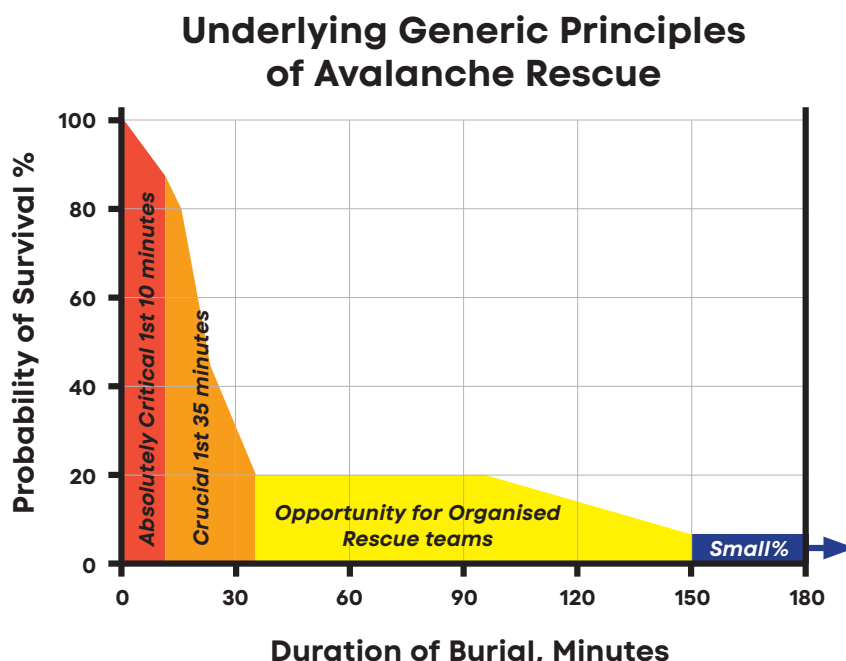 Underlying Generic Principles
of Avalanche Rescue
Probability of Survival %
100
80
60
40
20
0
Absolutely Critical 1st 10 minutes
Crucial 1st 35 minutes
Opportunity for Organised
Rescue teams
Small%
0 30 60 90 120 150 180
Duration of Burial, Minutes